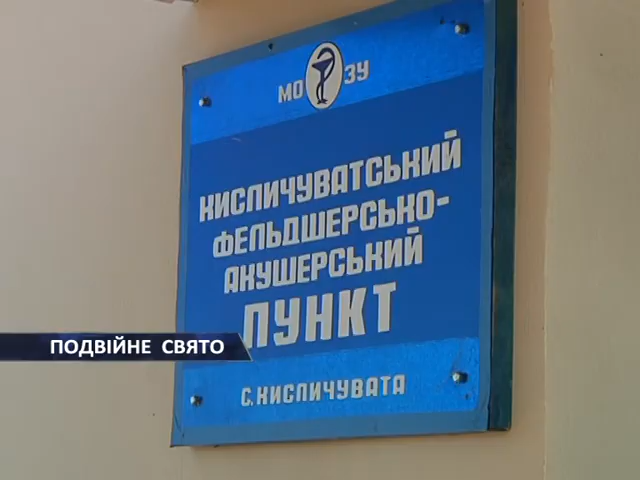 МО ЗУ
КИСЛИЧУВАТСЬКИЙ
ФЕЛЬДШЕРСЬКО-
АКУШЕРСЬКИЙ
ПУНКТ
С. КИСЛИЧУВАТА
ПОДВІЙНЕ СВЯТО